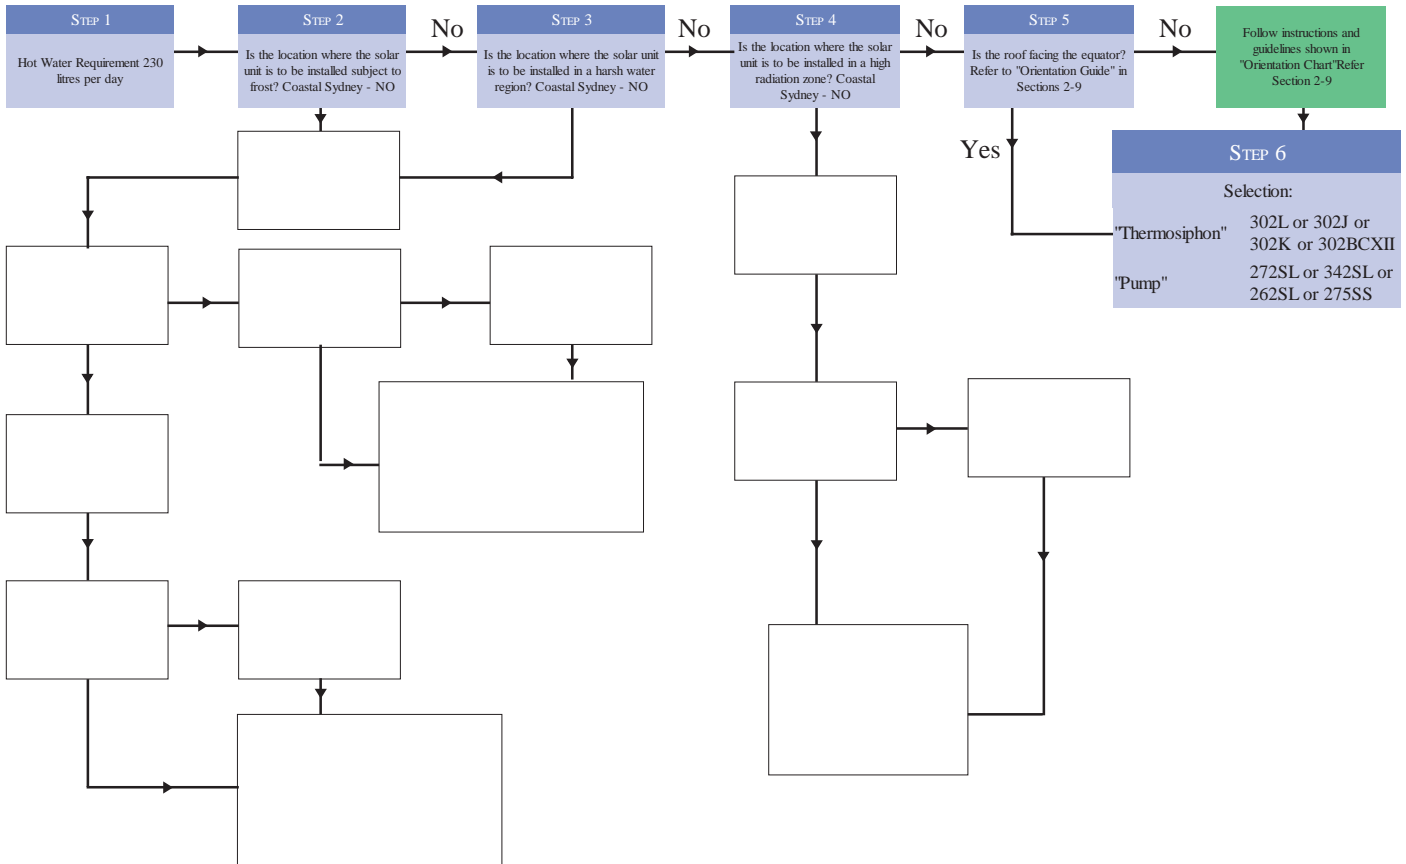 STEP 1
Hot Water Requirement 230
litres per day
STEP 2
Is the location where the solar
unit is to be installed subject to
frost? Coastal Sydney - NO
No
STEP 3
Is the location where the solar unit
is to be installed in a harsh water
region? Coastal Sydney - NO
No
STEP 4
Is the location where the solar
unit is to be installed in a high
radiation zone? Coastal
Sydney - NO
No
STEP 5
Is the roof facing the equator?
Refer to "Orientation Guide" in
Sections 2-9
No
Follow instructions and
guidelines shown in
"Orientation Chart"Refer
Section 2-9
Yes
STEP 6
Selection:
"Thermosiphon"
302L or 302J or
302K or 302BCXII
"Pump"
272SL or 342SL or
262SL or 275SS